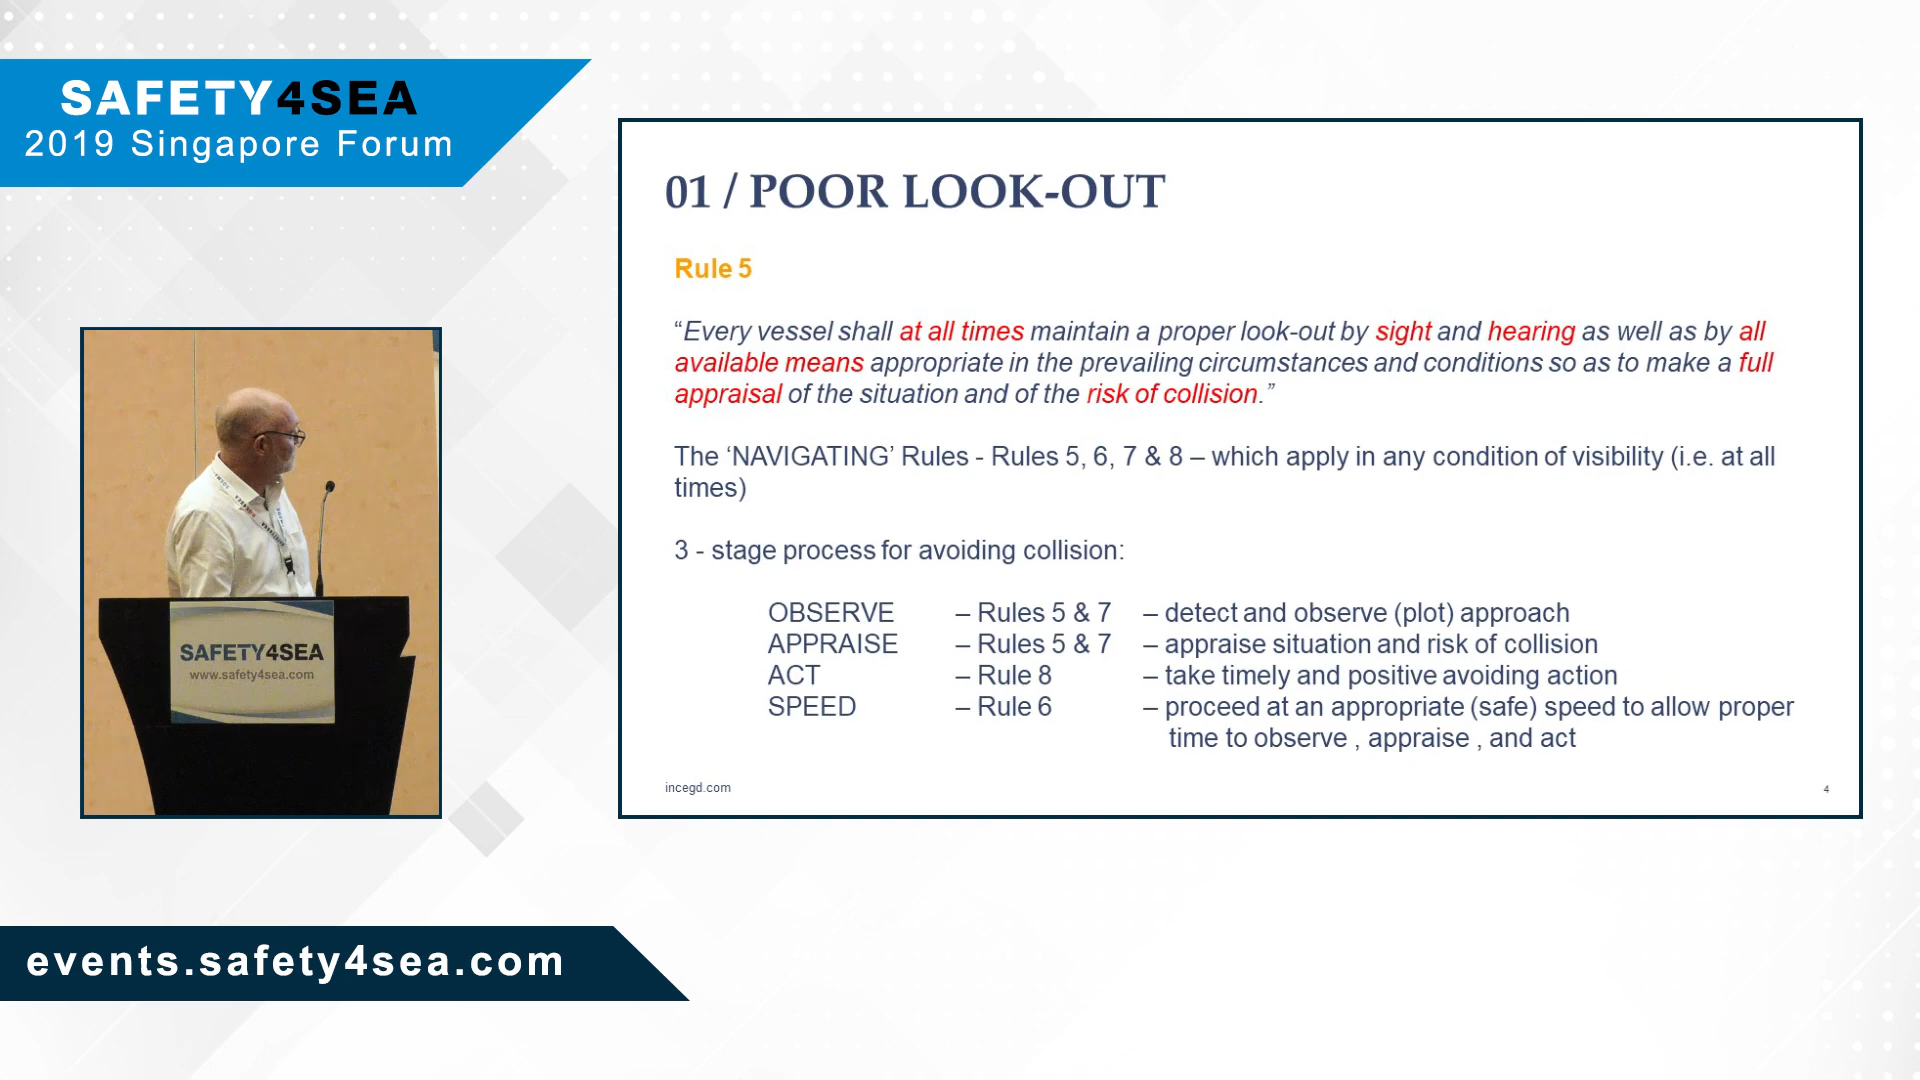 SAFETY4SEA
2019 Singapore Forum
01 / POOR LOOK-OUT
Rule 5
“Every vessel shall at all times maintain a proper look-out by sight and hearing as well as by all
available means appropriate in the prevailing circumstances and conditions so as to make a full
appraisal of the situation and of the risk of collision.”
The ‘NAVIGATING’ Rules - Rules 5, 6, 7 & 8 – which apply in any condition of visibility (i.e. at all
times)
3 - stage process for avoiding collision:
OBSERVE – Rules 5 & 7 – detect and observe (plot) approach
APPRAISE – Rules 5 & 7 – appraise situation and risk of collision
ACT – Rule 8 – take timely and positive avoiding action
SPEED – Rule 6 – proceed at an appropriate (safe) speed to allow proper
time to observe , appraise , and act
incegd.com
4
SAFETY4SEA
www.safety4sea.com
events.safety4sea.com